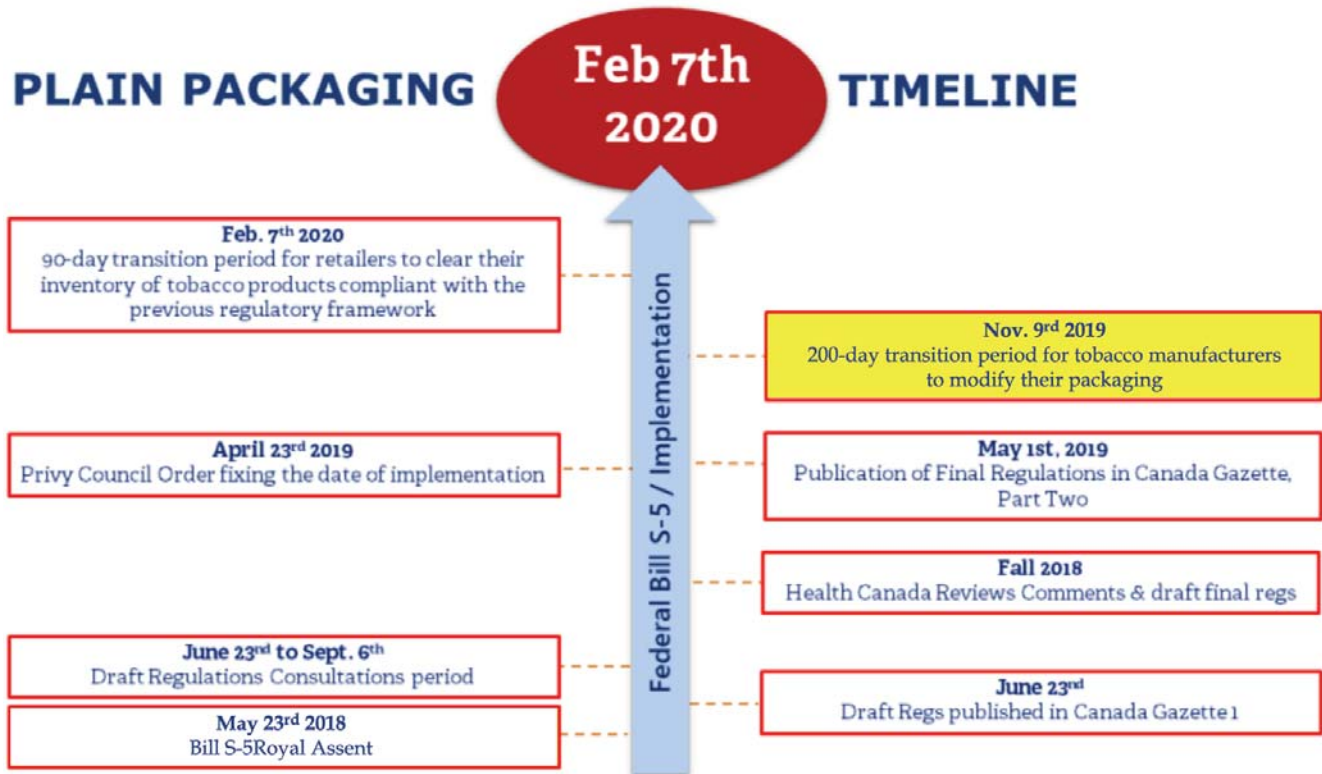 PLAIN PACKAGING
Feb 7th
2020
TIMELINE
Feb. 7th 2020
90-day transition period for retailers to clear their
inventory of tobacco products compliant with the
previous regulatory framework
Nov. 9rd 2019
200-day transition period for tobacco manufacturers
to modify their packaging
April 23rd 2019
Privy Council Order fixing the date of implementation
May 1st, 2019
Publication of Final Regulations in Canada Gazette,
Part Two
Fall 2018
Health Canada Reviews Comments & draft final regs
June 23nd to Sept. 6th
Draft Regulations Consultations period
June 23nd
Draft Regs published in Canada Gazette 1
May 23rd 2018
Bill S-5Royal Assent
Federal Bill S-5 / Implementation